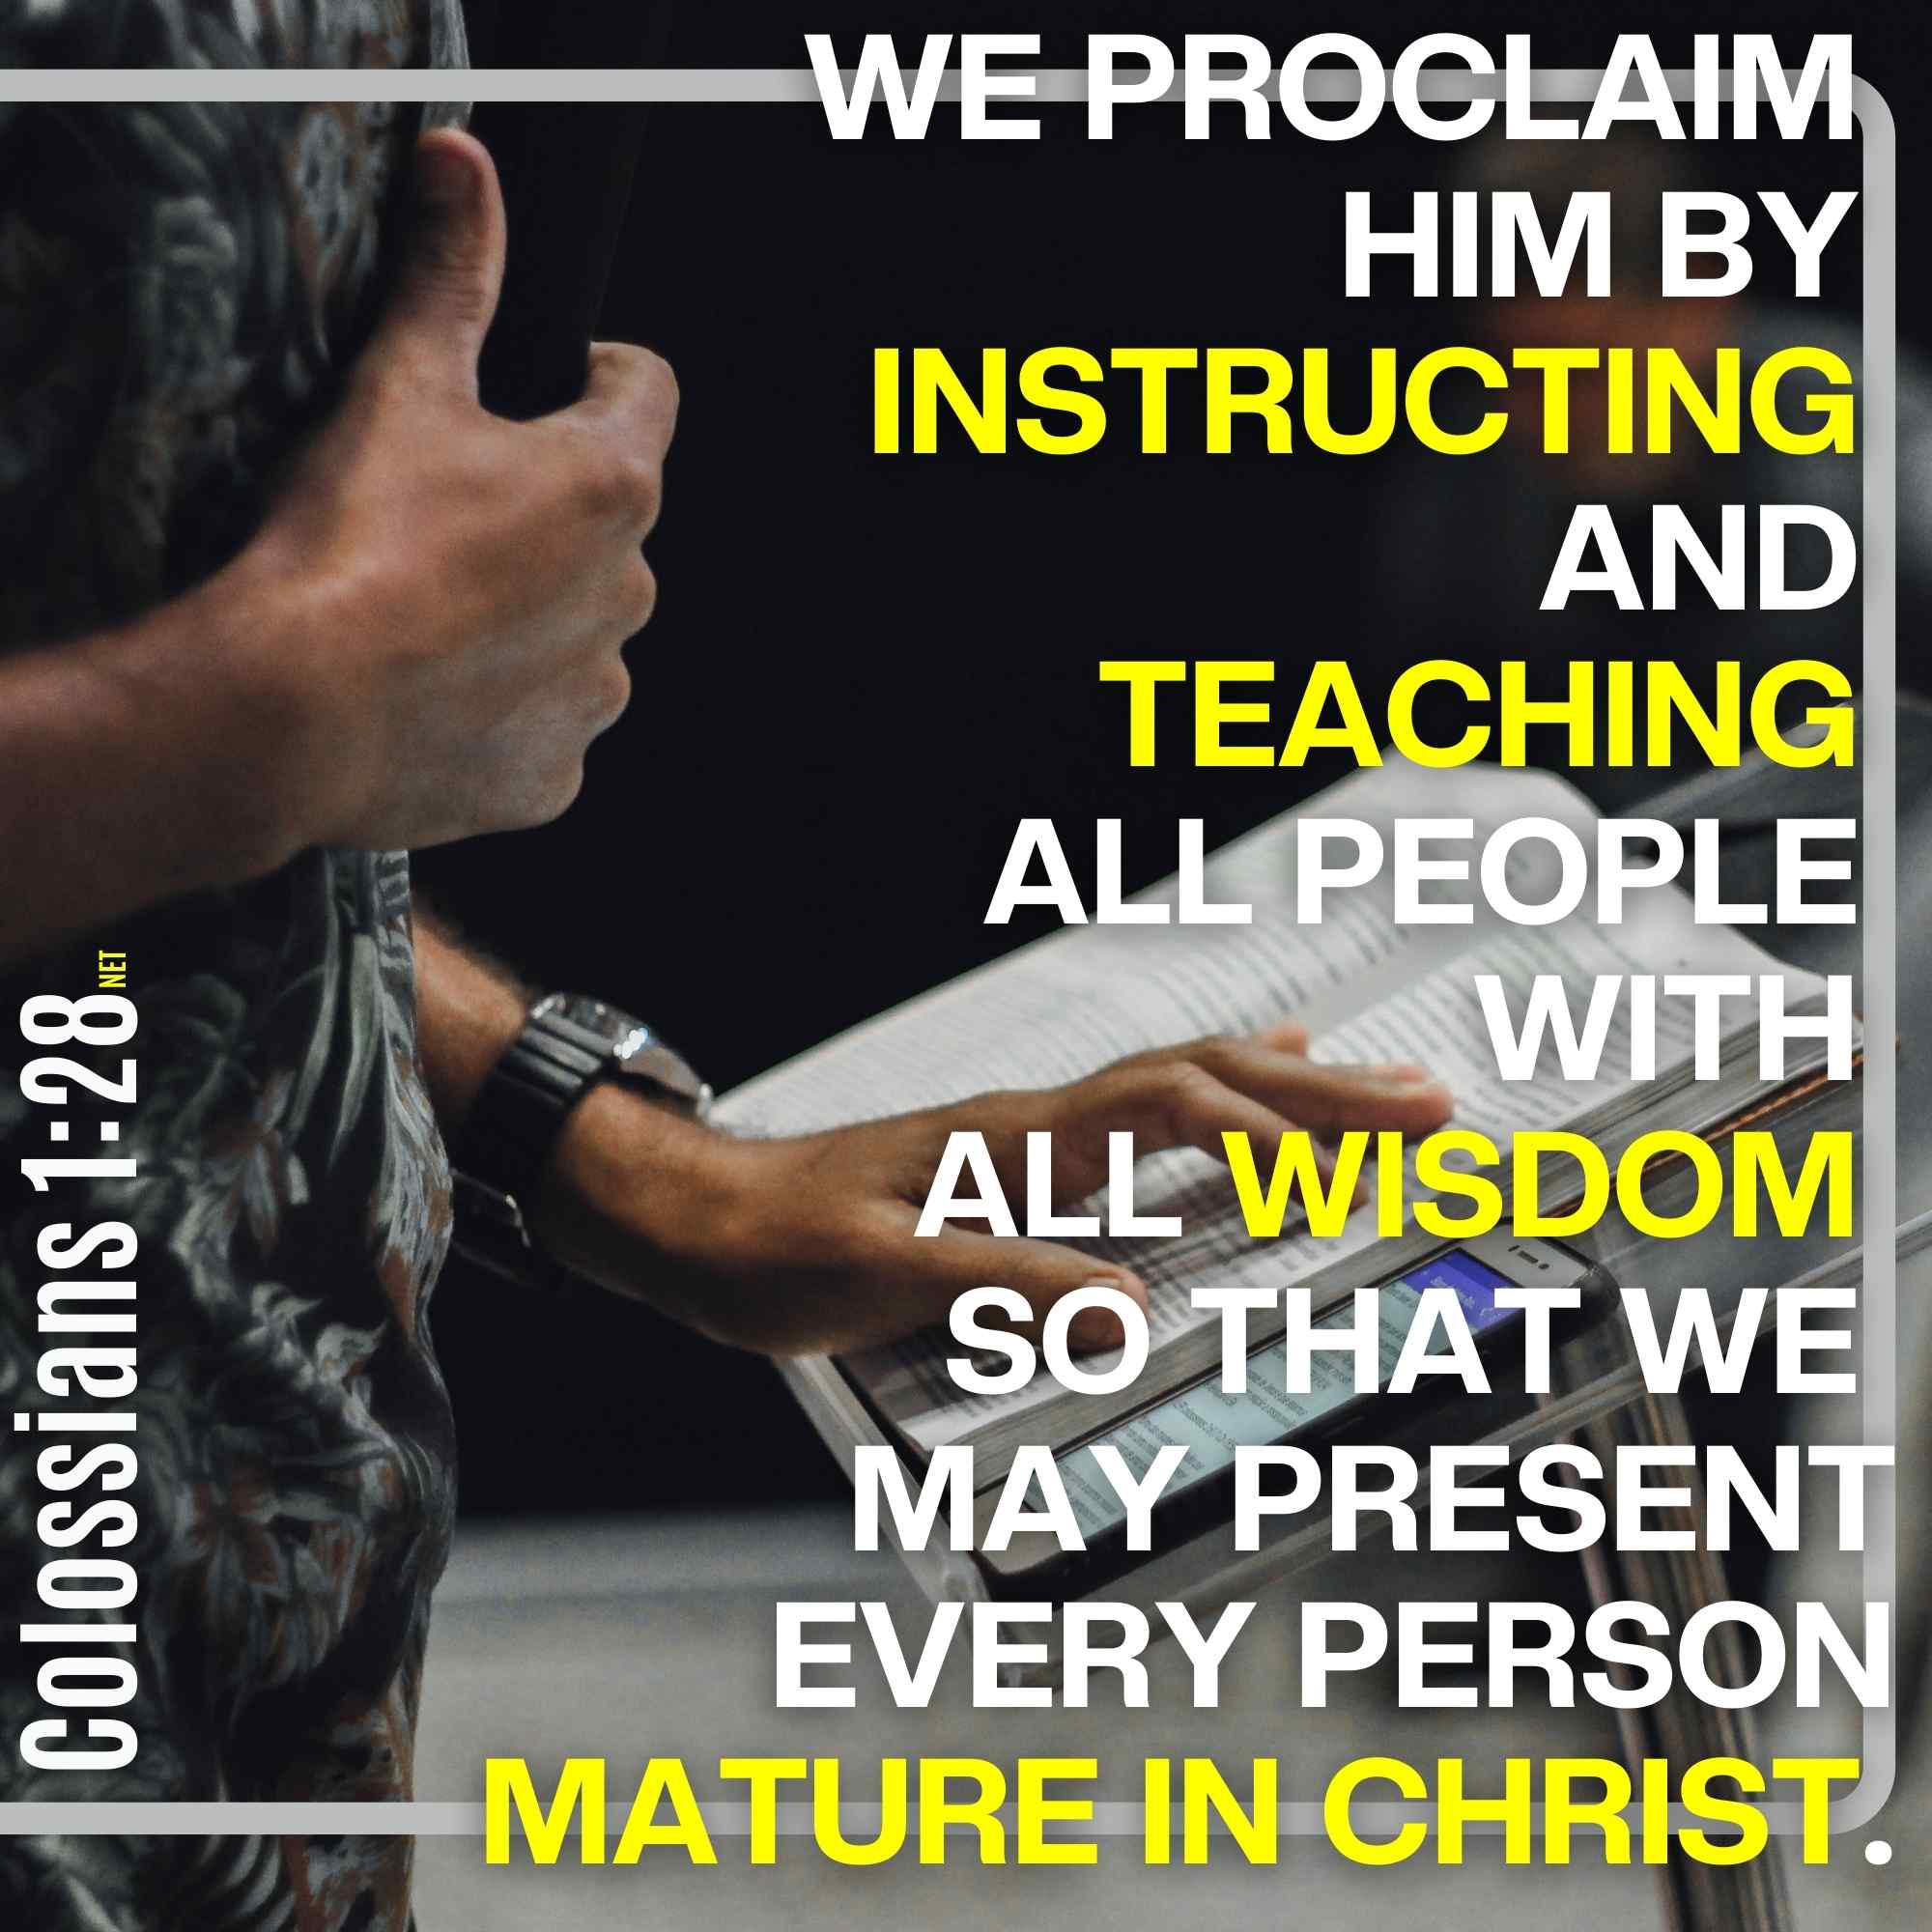 WE PROCLAIM
HIM BY
INSTRUCTING
AND
TEACHING
ALL PEOPLE
WITH
ALL WISDOM
SO THAT WE
MAY PRESENT
EVERY PERSON
MATURE IN CHRIST.
Colossians 1:28 NET